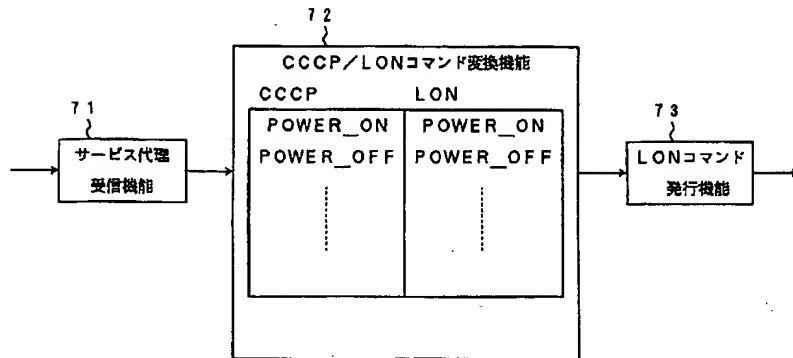 72
CCCP/LONコマンド変換機能
CCCP LON
POWER_ON POWER_ON
POWER_OFF POWER_OFF
71
サービス代理
受信機能
73
LONコマンド
発行機能